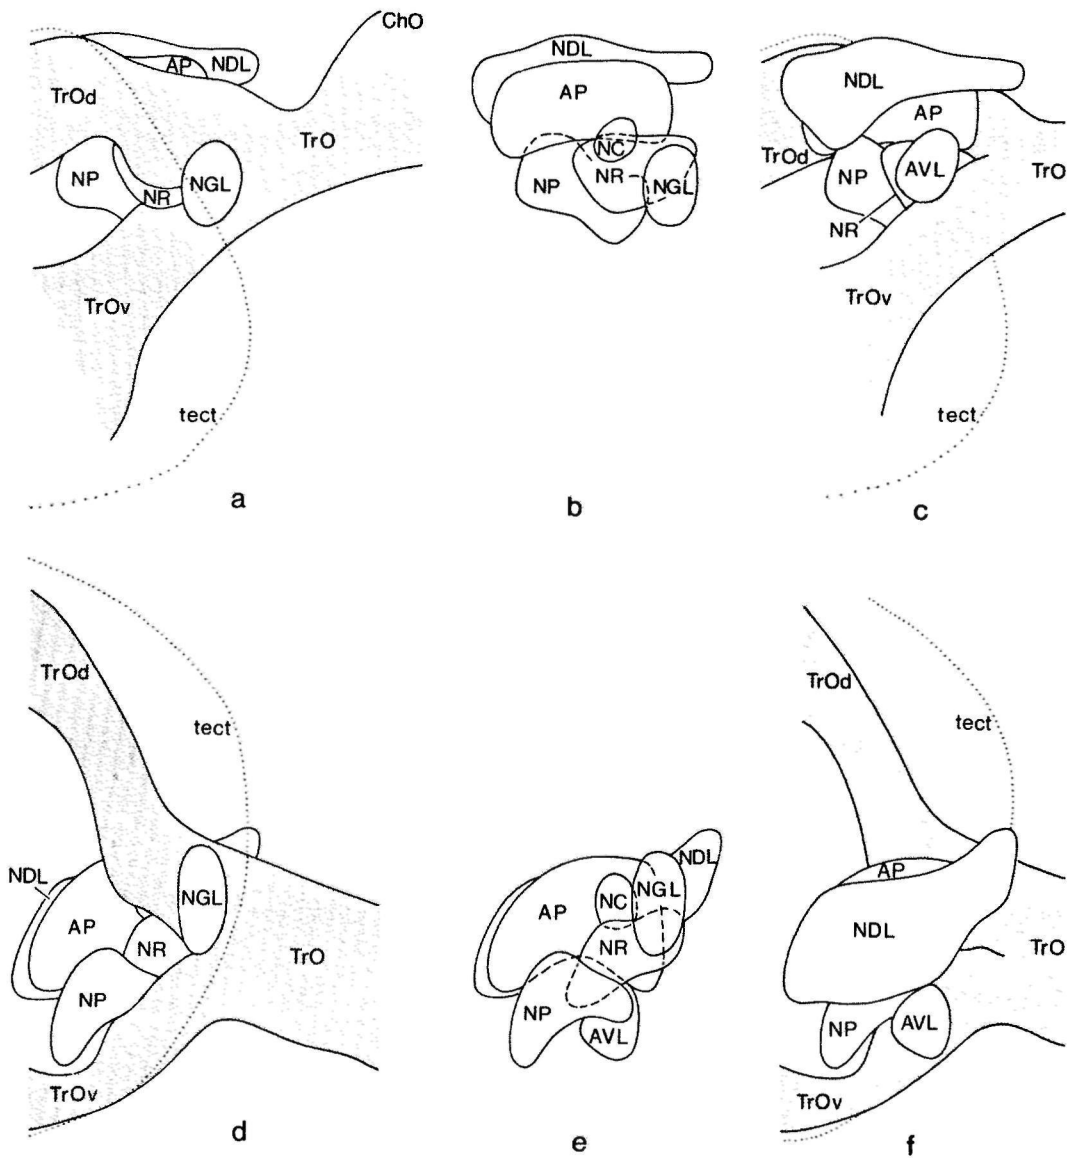 ChO
AP
NDL
TrOd
TrO
NP
NR
NGL
TrOv
tect
a
NDL
AP
NC
NP
NR
NGL
b
NDL
AP
TrOd
NP
AVL
TrO
NR
TrOv
tect
c
TrOd
tect
NDL
NGL
AP
NR
TrO
NP
TrOv
d
NDL
NGL
AP
NC
NR
NP
AVL
e
TrOd
tect
AP
NDL
TrO
NP
AVL
TrOv
f